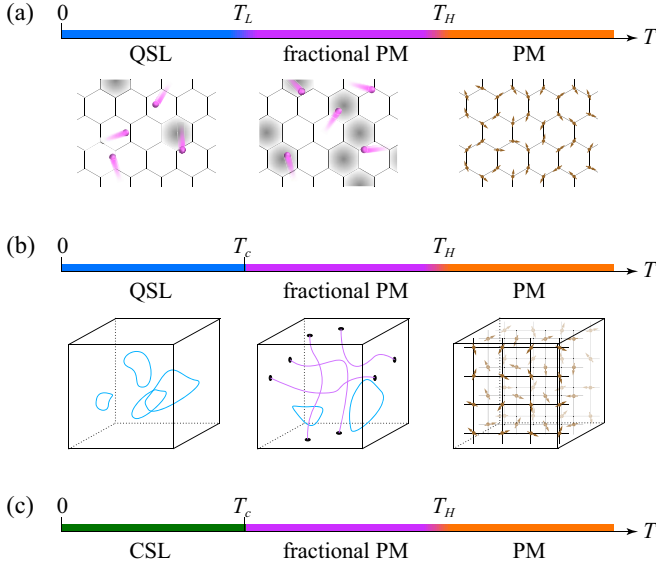 (a) 0 T_L T_H T
QSL fractional PM PM
(b) 0 T_c T_H T
QSL fractional PM PM
(c) 0 T_c T_H T
CSL fractional PM PM